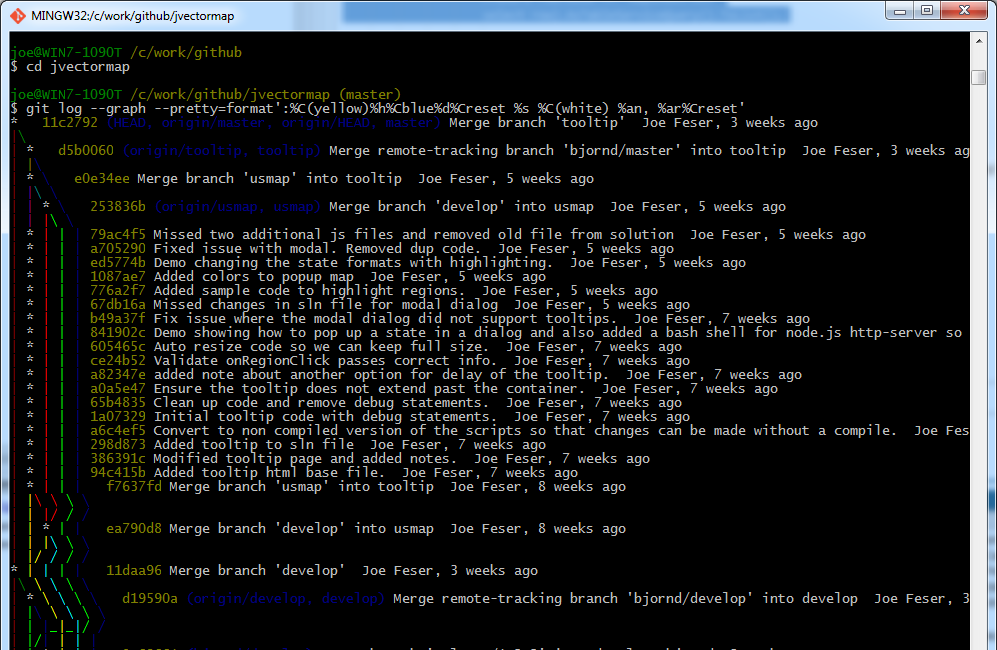 MINGW32:/c/work/github/jvectormap
joe@WIN7-1090T /c/work/github
$ cd jvectormap
joe@WIN7-1090T /c/work/github/jvectormap (master)
$ git log --graph --pretty=format':%C(yellow)%h%Cblue%d%Creset %s %C(white) %an, %ar%Creset'
* 11c2792 (HEAD, origin/master, origin/HEAD, master) Merge branch 'tooltip' Joe Feser, 3 weeks ago
* d5b0060 (origin/tooltip, tooltip) Merge remote-tracking branch 'bjornd/master' into tooltip Joe Feser, 3 weeks ag
* e0e34ee Merge branch 'usmap' into tooltip Joe Feser, 5 weeks ago
* 253836b (origin/usmap, usmap) Merge branch 'develop' into usmap Joe Feser, 5 weeks ago
* | | 79ac4f5 Missed two additional js files and removed old file from solution Joe Feser, 5 weeks ago
* | | a705290 Fixed issue with modal. Removed dup code. Joe Feser, 5 weeks ago
* | | ed5774b Demo changing the state formats with highlighting. Joe Feser, 5 weeks ago
* | | 1087ae7 Added colors to popup map Joe Feser, 5 weeks ago
* | | 776a2f7 Added sample code to highlight regions. Joe Feser, 5 weeks ago
* | | 67db16a Missed changes in sln file for modal dialog Joe Feser, 5 weeks ago
* | | b49a37f Fix issue where the modal dialog did not support tooltips. Joe Feser, 7 weeks ago
* | | 841902c Demo showing how to pop up a state in a dialog and also added a bash shell for node.js http-server so
* | | 605465c Auto resize code so we can keep full size. Joe Feser, 7 weeks ago
* | | ce24b52 Validate onRegionClick passes correct info. Joe Feser, 7 weeks ago
* | | a82347e added note about another option for delay of the tooltip. Joe Feser, 7 weeks ago
* | | a0a5e47 Ensure the tooltip does not extend past the container. Joe Feser, 7 weeks ago
* | | 65b4835 Clean up code and remove debug statements. Joe Feser, 7 weeks ago
* | | 1a07329 Initial tooltip code with debug statements. Joe Feser, 7 weeks ago
* | | a6c4ef5 Convert to non compiled version of the scripts so that changes can be made without a compile. Joe Fes
* | | 298d873 Added tooltip to sln file Joe Feser, 7 weeks ago
* | | 386391c Modified tooltip page and added notes. Joe Feser, 7 weeks ago
* | | 94c415b Added tooltip html base file. Joe Feser, 7 weeks ago
* | | f7637fd Merge branch 'usmap' into tooltip Joe Feser, 8 weeks ago
| * | ea790d8 Merge branch 'develop' into usmap Joe Feser, 8 weeks ago
* | | | 11daa96 Merge branch 'develop' Joe Feser, 3 weeks ago
* d19590a (origin/develop, develop) Merge remote-tracking branch 'bjornd/develop' into develop Joe Feser, 3